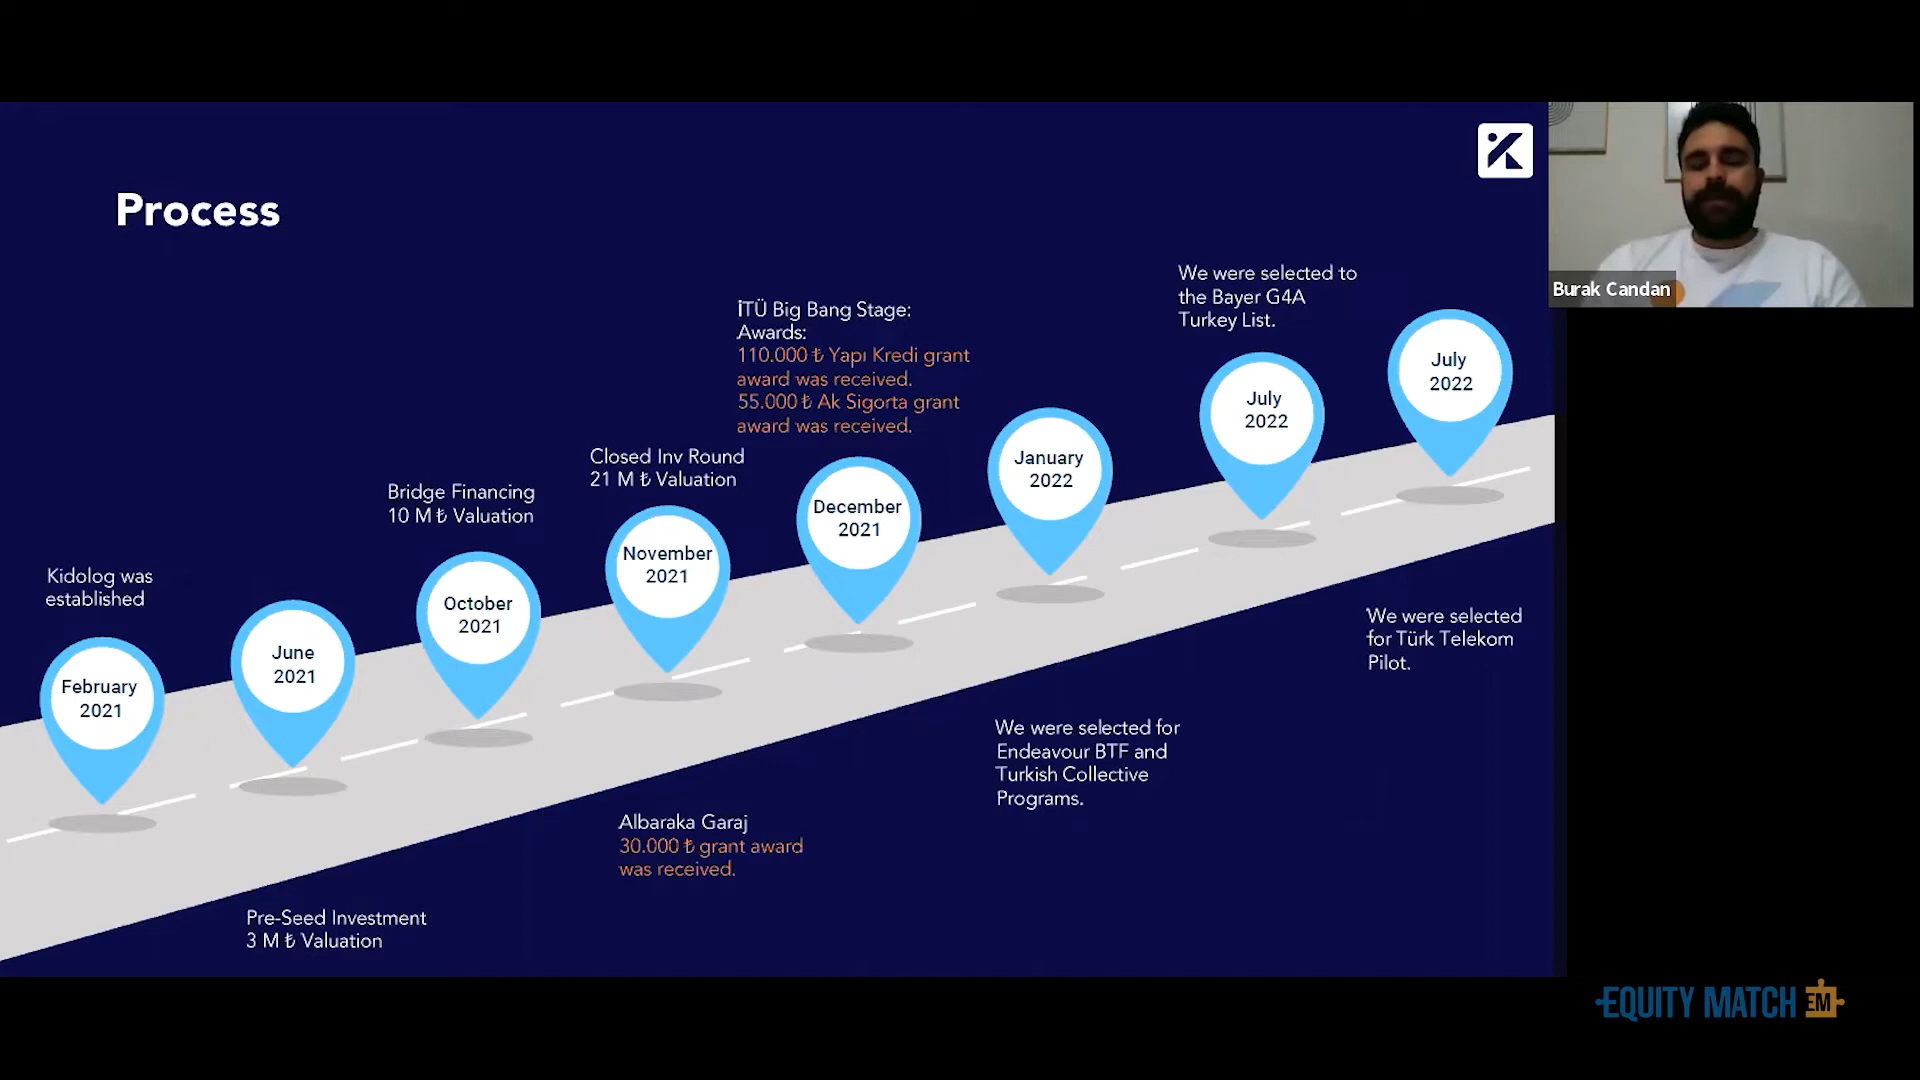 Process
Burak Candan
Kidolog was
established
February
2021
June
2021
Pre-Seed Investment
3 M ₺ Valuation
Bridge Financing
10 M ₺ Valuation
October
2021
Closed Inv Round
21 M ₺ Valuation
November
2021
Albaraka Garaj
30.000 ₺ grant award
was received.
İTÜ Big Bang Stage:
Awards:
110.000 ₺ Yapı Kredi grant
award was received.
55.000 ₺ Ak Sigorta grant
award was received.
December
2021
January
2022
We were selected for
Endeavour BTF and
Turkish Collective
Programs.
We were selected to
the Bayer G4A
Turkey List.
July
2022
July
2022
We were selected
for Türk Telekom
Pilot.
EQUITY MATCH EM